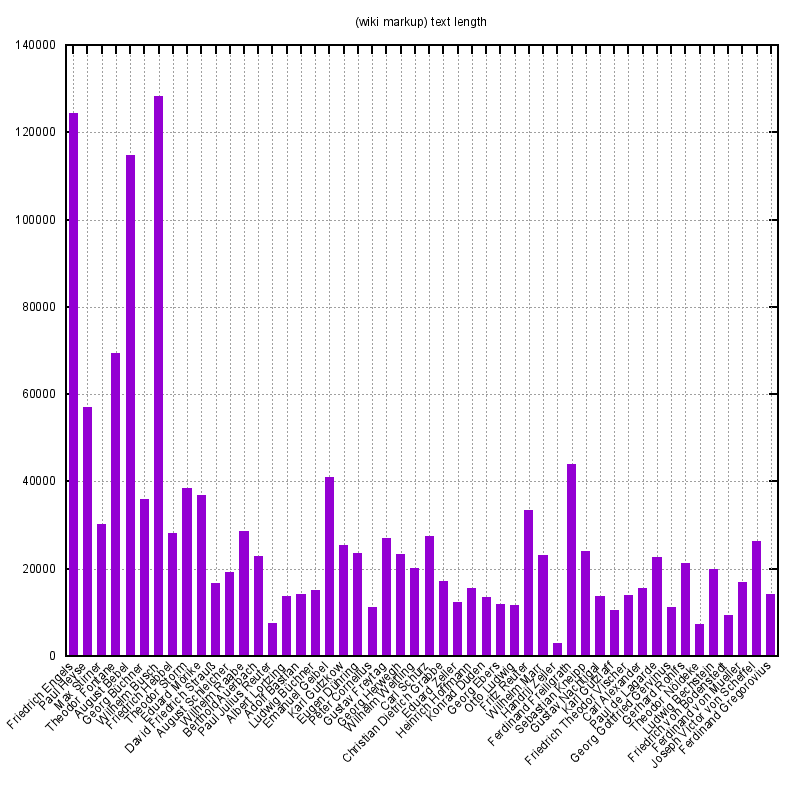 (wiki markup) text length
140000
120000
100000
80000
60000
40000
20000
0
Friedrich Engels
Paul Heyse
Max Stirner
Theodor Fontane
August Bebel
Georg Büchner
Wilhelm Busch
Friedrich Hebbel
Theodor Storm
Eduard Mörike
David Friedrich Strauß
August Schleicher
Wilhelm Raabe
Berthold Auerbach
Paul Julius Reuter
Albert Lortzing
Adolf Bastian
Ludwig Büchner
Emanuel Geibel
Karl Gutzkow
Eugen Dühring
Peter Cornelius
Gustav Freytag
Georg Herwegh
Wilhelm Weitling
Carl Schurz
Christian Dietrich Grabbe
Eduard Zeller
Heinrich Hoffmann
Konrad Duden
Georg Ebers
Otto Ludwig
Fritz Reuter
Wilhelm Marr
Handrij Zejler
Ferdinand Freiligrath
Sebastian Kneipp
Gustav Nachtigal
Karl Gützlaff
Friedrich Theodor Vischer
Carl Alexander
Paul de Lagarde
Georg Gottfried Gervinus
Gerhard Rohlfs
Theodor Nöldeke
Ludwig Bechstein
Friedrich von Bodenstedt
Ferdinand von Mueller
Joseph Victor von Scheffel
Ferdinand Gregorovius